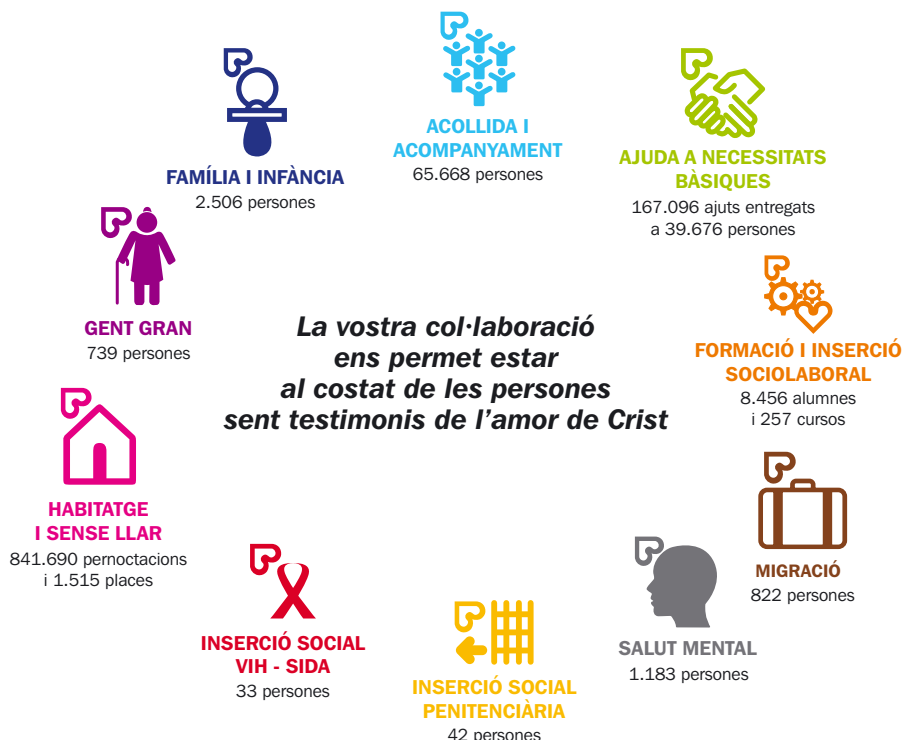 ACOLLIDA I
ACOMPANYAMENT
65.668 persones
AJUDA A NECESSITATS
BÀSIQUES
167.096 ajuts entregats
a 39.676 persones
FORMACIÓ I INSERCIÓ
SOCIOLABORAL
8.456 alumnes
i 257 cursos
MIGRACIÓ
822 persones
SALUT MENTAL
1.183 persones
INSERCIÓ SOCIAL
PENITENCIÀRIA
42 persones
INSERCIÓ SOCIAL
VIH - SIDA
33 persones
HABITATGE
I SENSE LLAR
841.690 pernoctacions
i 1.515 places
GENT GRAN
739 persones
FAMÍLIA I INFÀNCIA
2.506 persones
La vostra col·laboració
ens permet estar
al costat de les persones
sent testimonis de l'amor de Crist